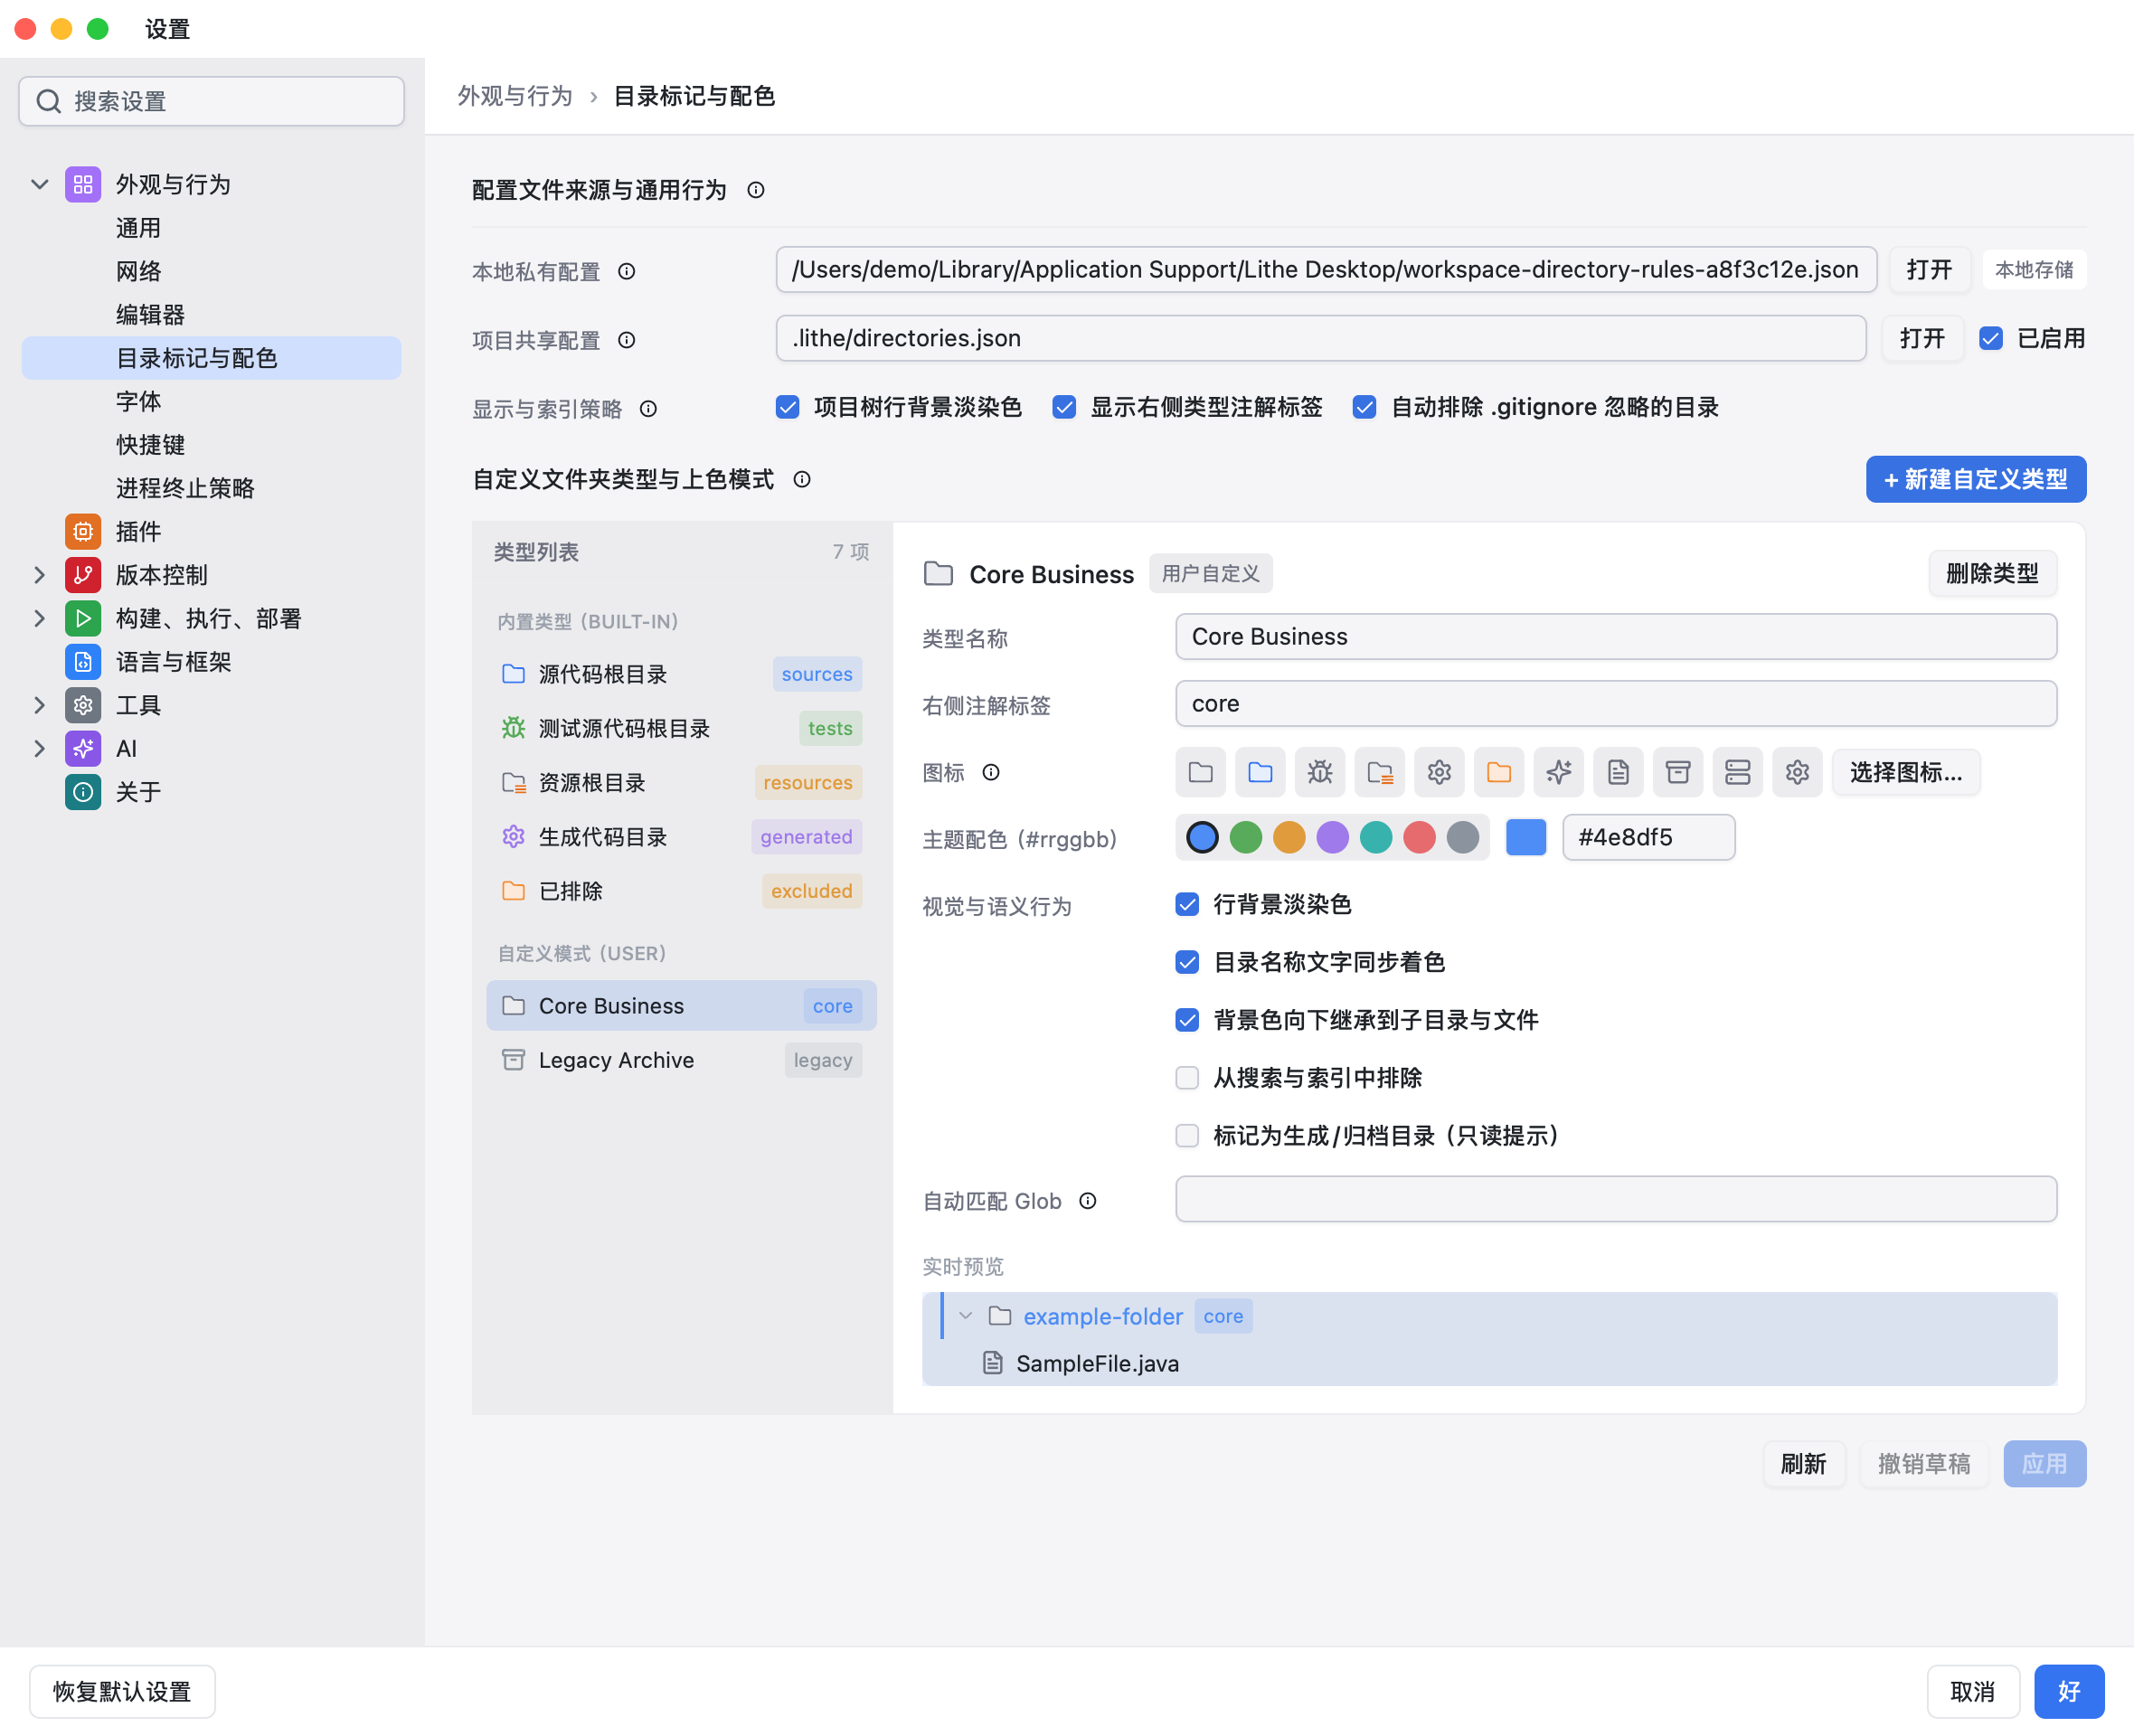 设置
搜索设置
外观与行为
通用
网络
编辑器
目录标记与配色
字体
快捷键
进程终止策略
插件
版本控制
构建、执行、部署
语言与框架
工具
AI
关于
外观与行为 › 目录标记与配色
配置文件来源与通用行为
本地私有配置 /Users/demo/Library/Application Support/Lithe Desktop/workspace-directory-rules-a8f3c12e.json 打开 本地存储
项目共享配置 .lithe/directories.json 打开 已启用
显示与索引策略 项目树行背景淡染色 显示右侧类型注解标签 自动排除 .gitignore 忽略的目录
自定义文件夹类型与上色模式 + 新建自定义类型
类型列表 7 项
内置类型 (BUILT-IN)
源代码根目录 sources
测试源代码根目录 tests
资源根目录 resources
生成代码目录 generated
已排除 excluded
自定义模式 (USER)
Core Business core
Legacy Archive legacy
Core Business 用户自定义 删除类型
类型名称 Core Business
右侧注解标签 core
图标 选择图标...
主题配色 (#rrggbb) #4e8df5
视觉与语义行为 行背景淡染色
目录名称文字同步着色
背景色向下继承到子目录与文件
从搜索与索引中排除
标记为生成/归档目录（只读提示）
自动匹配 Glob
实时预览
example-folder core
SampleFile.java
刷新 撤销草稿 应用
恢复默认设置 取消 好